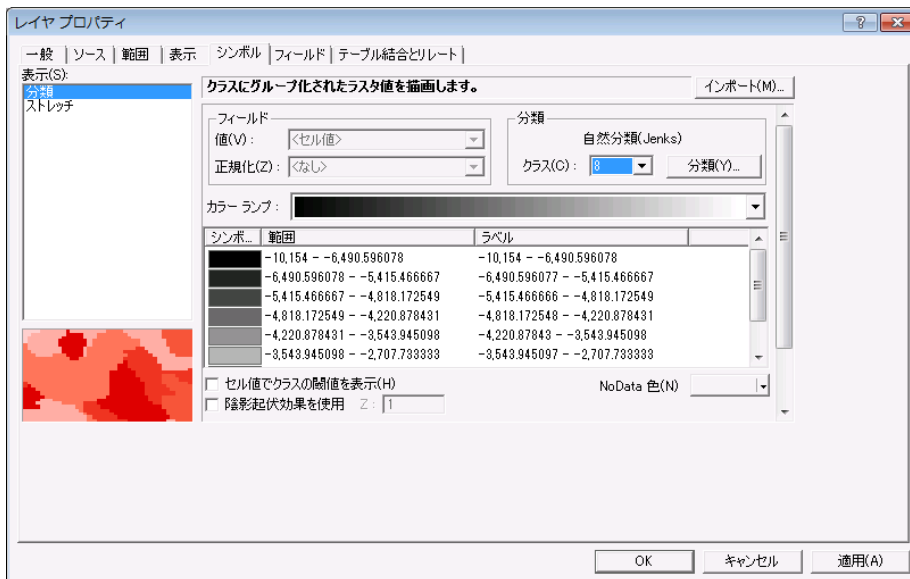 レイヤ プロパティ
一般 ソース 範囲 表示 シンボル フィールド テーブル結合とリレート
表示(S):
分類
ストレッチ
クラスにグループ化されたラスタ値を描画します。
インポート(M)...
フィールド
値(V): <セル値>
正規化(Z): <なし>
分類
自然分類(Jenks)
クラス(C): 8 分類(Y)...
カラー ランプ:
シンボ... 範囲 ラベル
-10,154 - -6,490.596078 -10,154 - -6,490.596078
-6,490.596078 - -5,415.466667 -6,490.596077 - -5,415.466667
-5,415.466667 - -4,818.172549 -5,415.466666 - -4,818.172549
-4,818.172549 - -4,220.878431 -4,818.172548 - -4,220.878431
-4,220.878431 - -3,543.945098 -4,220.87843 - -3,543.945098
-3,543.945098 - -2,707.733333 -3,543.945097 - -2,707.733333
セル値でクラスの閾値を表示(H) NoData 色(N)
陰影起伏効果を使用 Z: 1
OK キャンセル 適用(A)